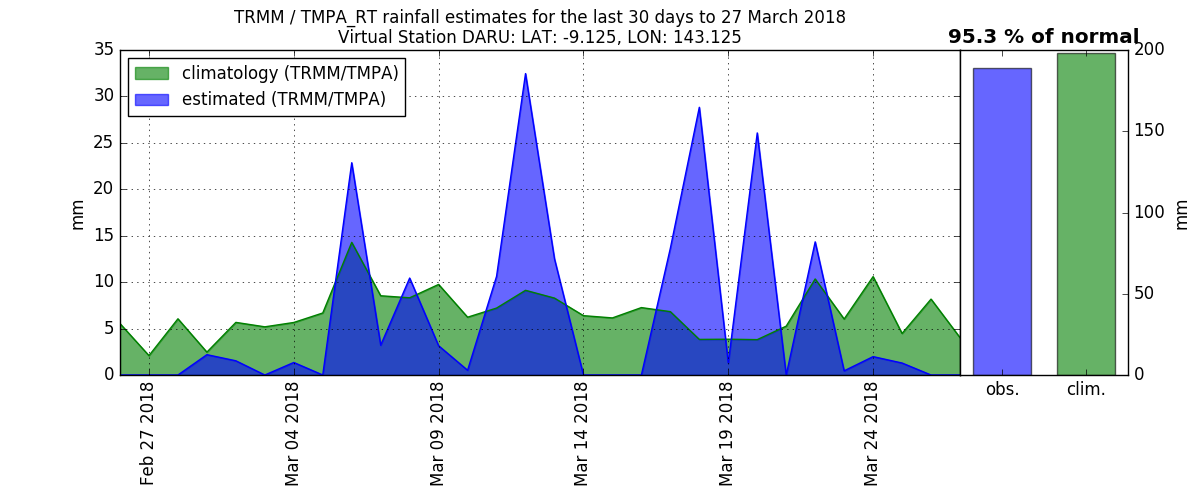 TRMM / TMPA_RT rainfall estimates for the last 30 days to 27 March 2018
Virtual Station DARU: LAT: -9.125, LON: 143.125
95.3 % of normal
climatology (TRMM/TMPA)
estimated (TRMM/TMPA)
mm
35
30
25
20
15
10
5
0
Feb 27 2018
Mar 04 2018
Mar 09 2018
Mar 14 2018
Mar 19 2018
Mar 24 2018
obs.
clim.
200
150
100
50
0
mm